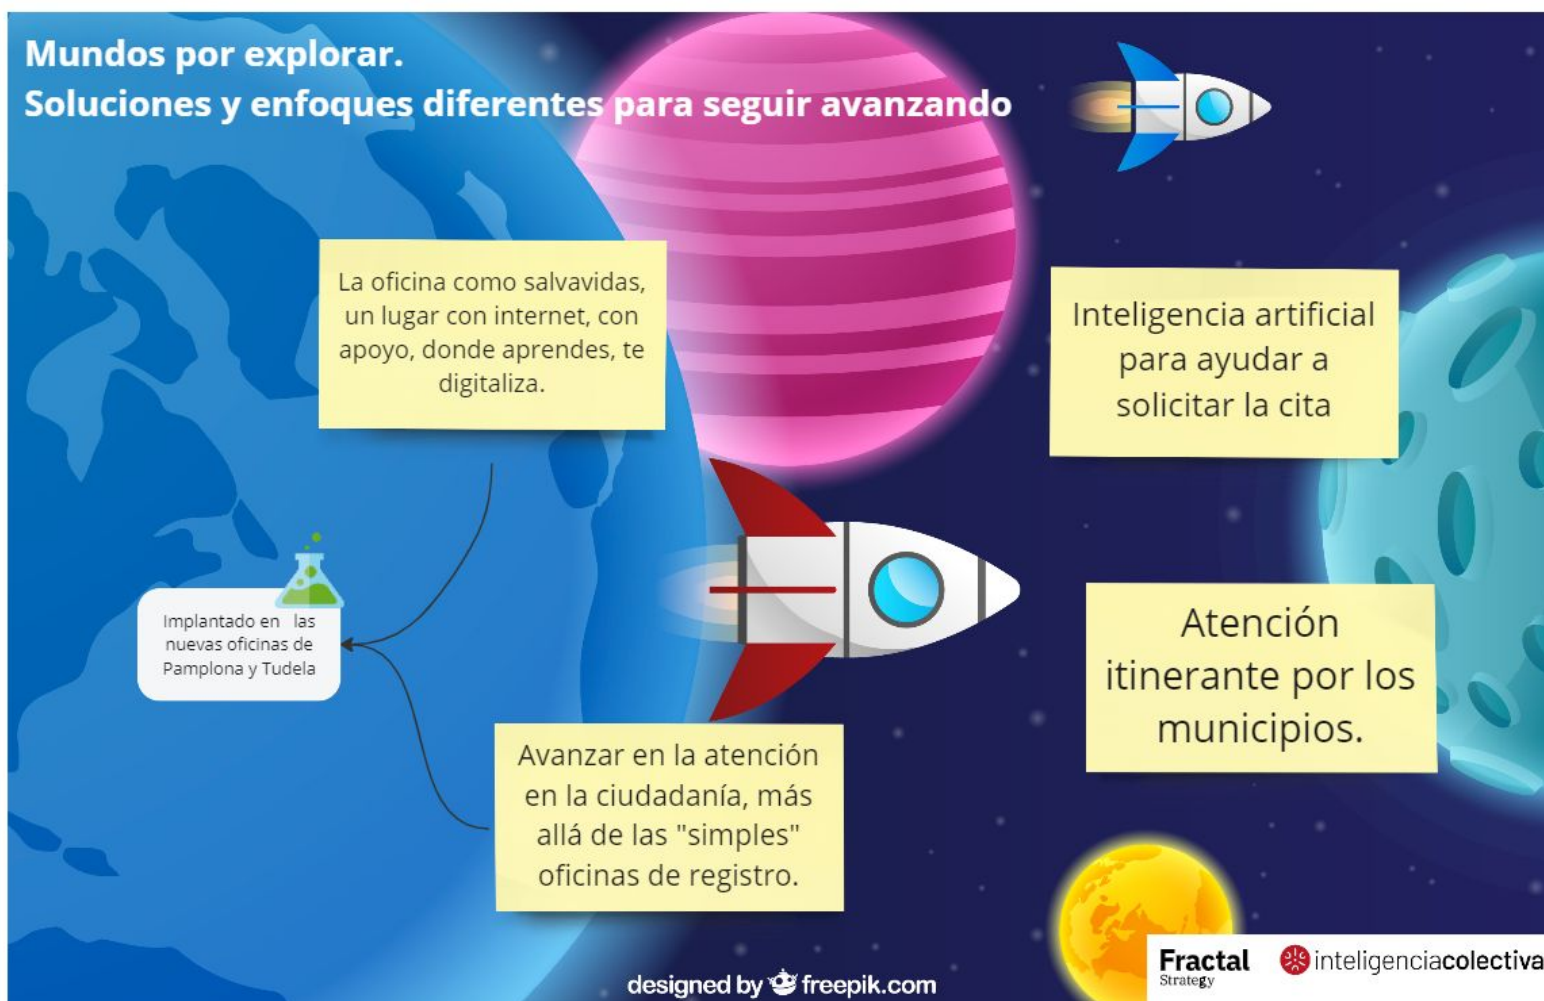 Mundos por explorar.
Soluciones y enfoques diferentes para seguir avanzando
La oficina como salvavidas,
un lugar con internet, con
apoyo, donde aprendes, te
digitaliza.
Inteligencia artificial
para ayudar a
solicitar la cita
Implantado en las
nuevas oficinas de
Pamplona y Tudela
Atención
itinerante por los
municipios.
Avanzar en la atención
en la ciudadanía, más
allá de las "simples"
oficinas de registro.
designed by freepik.com
Fractal
Strategy
inteligenciacolectiva